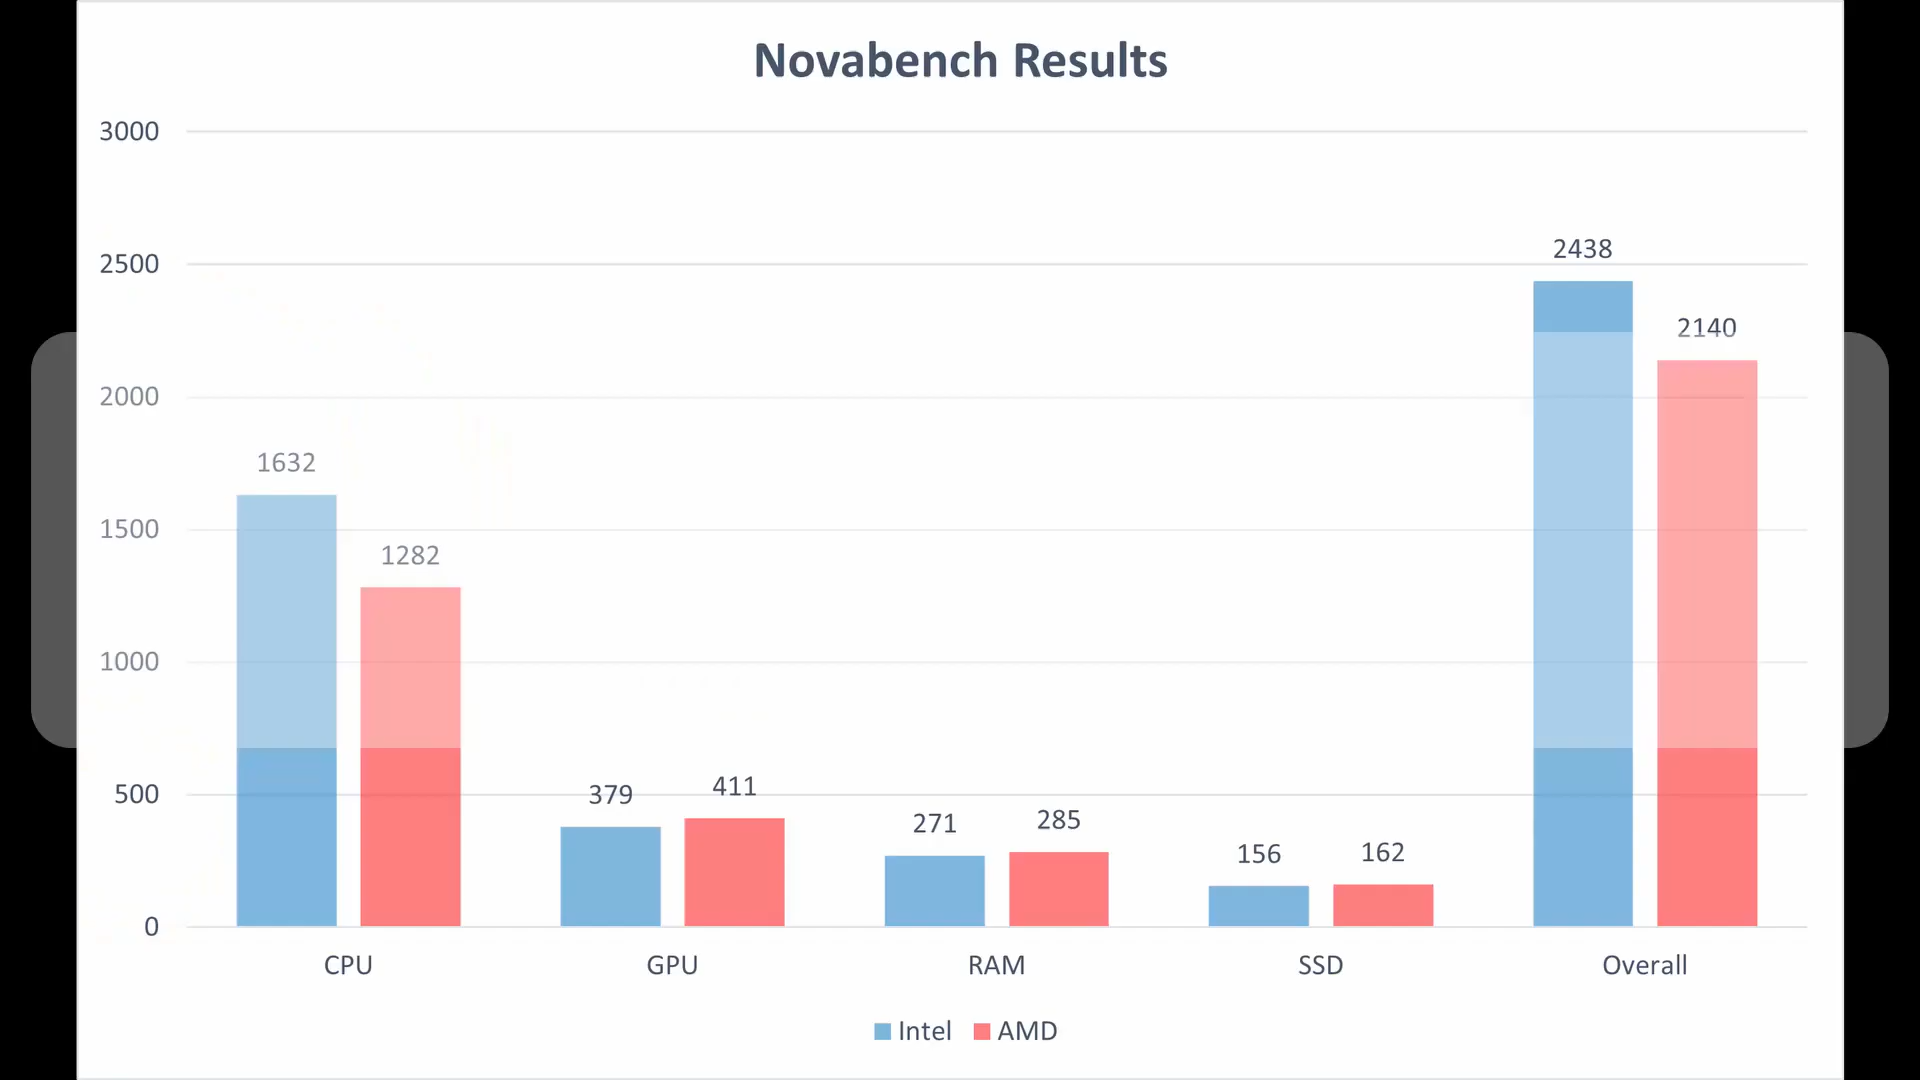 Novabench Results
3000
2500
2438
2140
2000
1632
1500
1282
1000
500
379
411
271
285
156
162
0
CPU
GPU
RAM
SSD
Overall
Intel
AMD